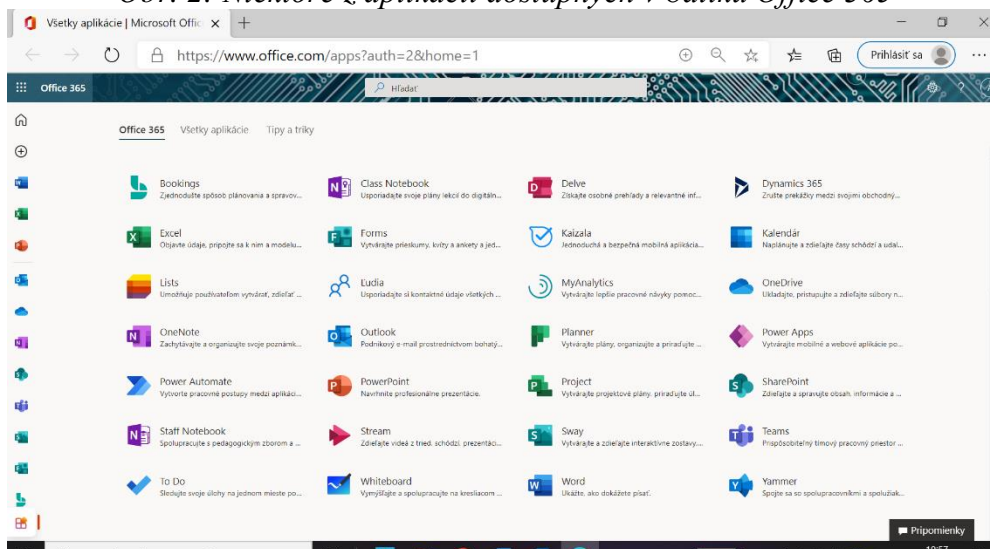 Obr. 2: Niektoré z aplikácií dostupných v balíku Office 365
Všetky aplikácie | Microsoft Offic
https://www.office.com/apps?auth=2&home=1
Prihlásiť sa
Office 365
Hľadať
Office 365 Všetky aplikácie Tipy a triky
Bookings
Zjednodušte spôsob plánovania a spravov...
Class Notebook
Usporiadajte svoje plány lekcií do digitáln...
Delve
Získajte osobné prehľady a relevantné inf...
Dynamics 365
Zrušte prekážky medzi svojimi obchodný...
Excel
Objavte údaje, pripojte sa k nim a modelu...
Forms
Vytvárajte prieskumy, kvízy a ankety a jed...
Kaizala
Jednoduchá a bezpečná mobilná aplikácia...
Kalendár
Naplánujte a zdieľajte časy schôdzí a udal...
Lists
Umožňuje používateľom vytvárať, zdieľať ...
Ľudia
Usporiadajte si kontaktné údaje všetkých ...
MyAnalytics
Vytvárajte lepšie pracovné návyky pomoc...
OneDrive
Ukladajte, pristupujte a zdieľajte súbory n...
OneNote
Zachytávajte a organizujte svoje poznámk...
Outlook
Podnikový e-mail prostredníctvom bohatý...
Planner
Vytvárajte plány, organizujte a priraďujte ...
Power Apps
Vytvárajte mobilné a webové aplikácie po...
Power Automate
Vytvorte pracovné postupy medzi aplikáci...
PowerPoint
Navrhnite profesionálne prezentácie.
Project
Vytvárajte projektové plány, priraďujte úl...
SharePoint
Zdieľajte a spravujte obsah, informácie a ...
Staff Notebook
Spolupracujte s pedagogickým zborom a ...
Stream
Zdieľajte videá z tried, schôdzí, prezentáci...
Sway
Vytvárajte a zdieľajte interaktívne zostavy,...
Teams
Prispôsobiteľný tímový pracovný priestor ...
To Do
Sledujte svoje úlohy na jednom mieste po...
Whiteboard
Vymýšľajte a spolupracujte na kresliacom ...
Word
Ukážte, ako dokážete písať.
Yammer
Spojte sa so spolupracovníkmi a spolužiak...
Pripomienky
10:57